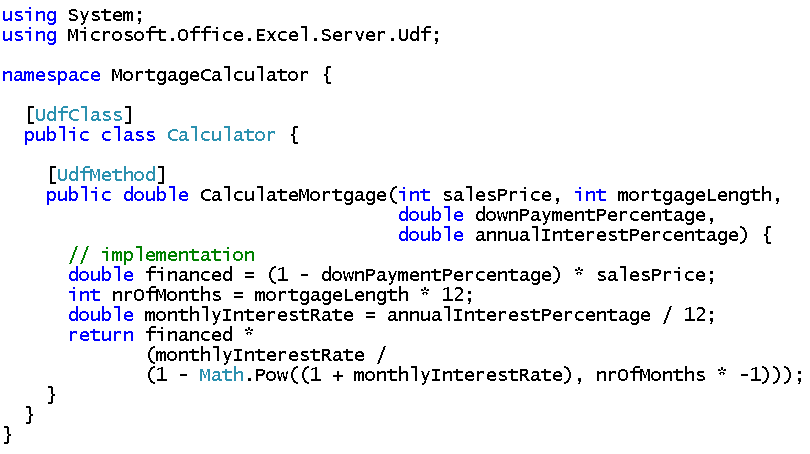 using System;
using Microsoft.Office.Excel.Server.Udf;

namespace MortgageCalculator {

  [UdfClass]
  public class Calculator {

    [UdfMethod]
    public double CalculateMortgage(int salesPrice, int mortgageLength,
                                    double downPaymentPercentage,
                                    double annualInterestPercentage) {
      // implementation
      double financed = (1 - downPaymentPercentage) * salesPrice;
      int nrOfMonths = mortgageLength * 12;
      double monthlyInterestRate = annualInterestPercentage / 12;
      return financed *
             (monthlyInterestRate /
             (1 - Math.Pow((1 + monthlyInterestRate), nrOfMonths * -1)));
    }
  }
}